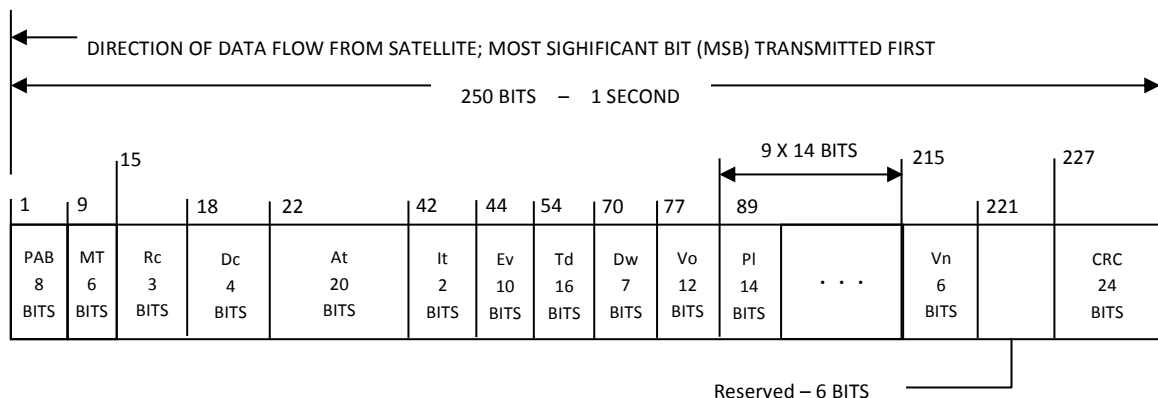 DIRECTION OF DATA FLOW FROM SATELLITE; MOST SIGHIFICANT BIT (MSB) TRANSMITTED FIRST
250 BITS – 1 SECOND
9 X 14 BITS
15 215 227
1 9 18 22 42 44 54 70 77 89 221
PAB MT Rc Dc At It Ev Td Dw Vo Pl Vn CRC
8 6 3 4 20 2 10 16 7 12 14 . . . 6 24
BITS BITS BITS BITS BITS BITS BITS BITS BITS BITS BITS BITS BITS
Reserved – 6 BITS